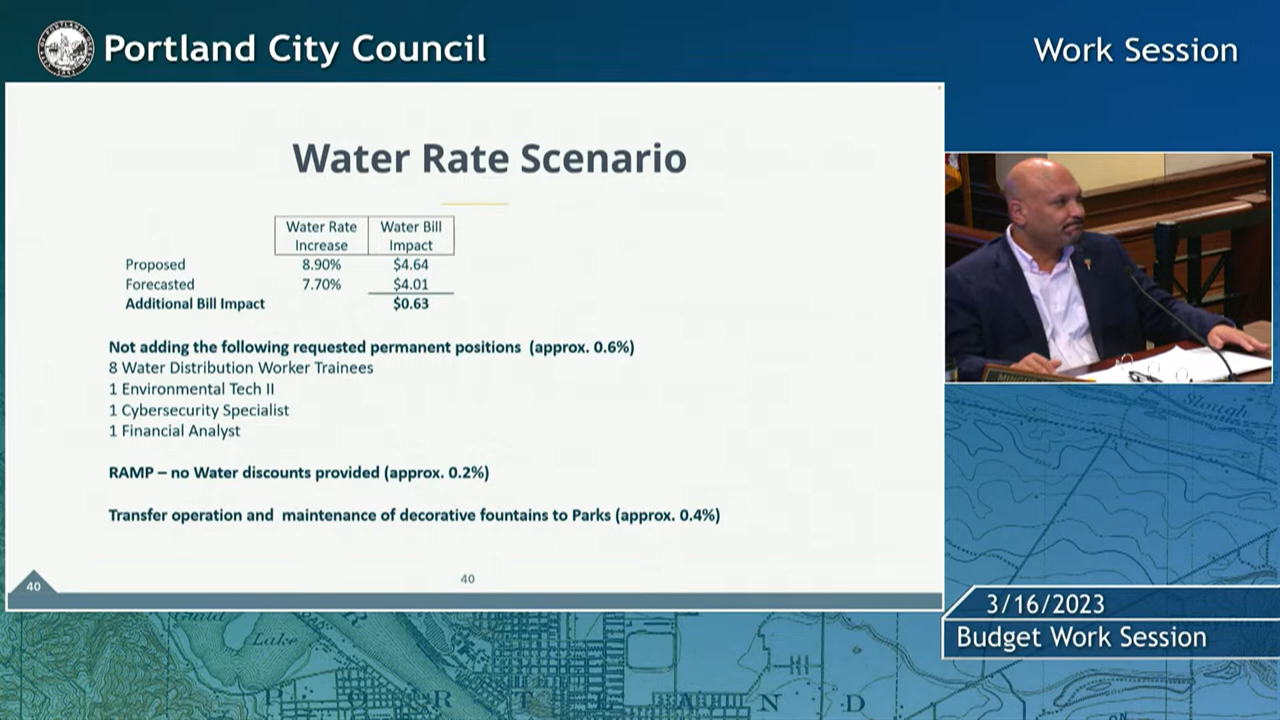 Portland City Council
Work Session
Water Rate Scenario
Water Rate Increase
Water Bill Impact
Proposed 8.90% $4.64
Forecasted 7.70% $4.01
Additional Bill Impact $0.63
Not adding the following requested permanent positions (approx. 0.6%)
8 Water Distribution Worker Trainees
1 Environmental Tech II
1 Cybersecurity Specialist
1 Financial Analyst
RAMP – no Water discounts provided (approx. 0.2%)
Transfer operation and maintenance of decorative fountains to Parks (approx. 0.4%)
40
40
Slough
3/16/2023
Budget Work Session
Guild
Lake
R T L A N D